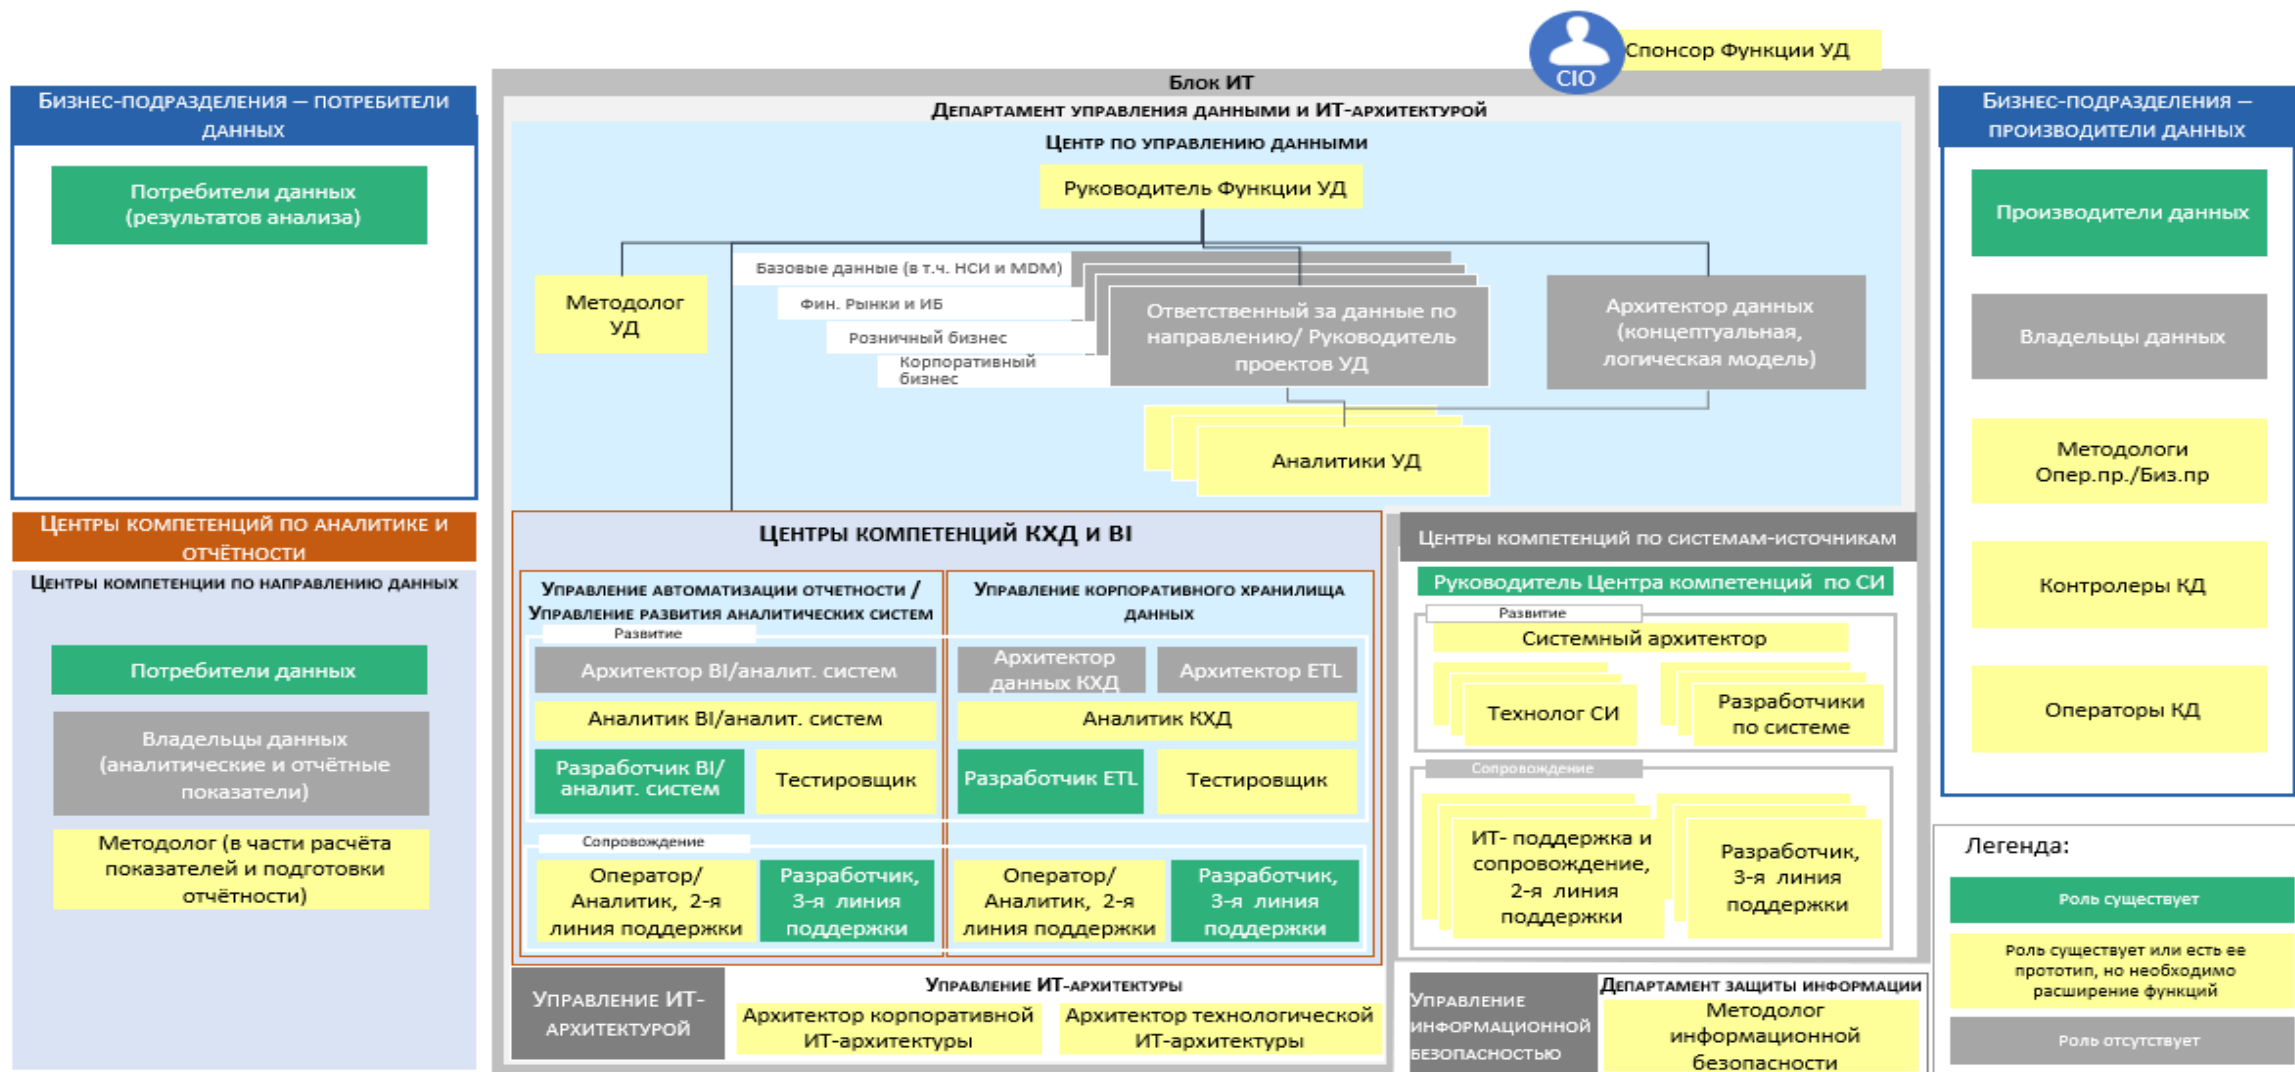 CIO
Спонсор Функции УД
Бизнес-подразделения – потребители
данных
Потребители данных
(результатов анализа)
Центры компетенций по аналитике и
отчётности
Центры компетенции по направлению данных
Потребители данных
Владельцы данных
(аналитические и отчётные
показатели)
Методолог (в части расчёта
показателей и подготовки
отчётности)
Блок ИТ
Департамент управления данными и ИТ-архитектурой
Центр по управлению данными
Руководитель Функции УД
Методолог
УД
Базовые данные (в т.ч. НСИ и MDM)
Фин. Рынки и ИБ
Розничный бизнес
Корпоративный
бизнес
Ответственный за данные по
направлению/ Руководитель
проектов УД
Архитектор данных
(концептуальная,
логическая модель)
Аналитики УД
Центры компетенций КХД и BI
Управление автоматизации отчетности /
Управление развития аналитических систем
Развитие
Архитектор BI/аналит. систем
Аналитик BI/аналит. систем
Разработчик BI/
аналит. систем
Тестировщик
Сопровождение
Оператор/
Аналитик, 2-я
линия поддержки
Разработчик,
3-я линия
поддержки
Управление корпоративного хранилища
данных
Архитектор
данных КХД
Архитектор ETL
Аналитик КХД
Разработчик ETL
Тестировщик
Оператор/
Аналитик, 2-я
линия поддержки
Разработчик,
3-я линия
поддержки
Центры компетенций по системам-источникам
Руководитель Центра компетенций по СИ
Развитие
Системный архитектор
Технолог СИ
Разработчики
по системе
Сопровождение
ИТ- поддержка и
сопровождение,
2-я линия
поддержки
Разработчик,
3-я линия
поддержки
Управление ИТ-
архитектурой
Управление ИТ-архитектуры
Архитектор корпоративной
ИТ-архитектуры
Архитектор технологической
ИТ-архитектуры
Управление
информационной
безопасностью
Департамент защиты информации
Методолог
информационной
безопасности
Бизнес-подразделения –
производители данных
Производители данных
Владельцы данных
Методологи
Опер.пр./Биз.пр
Контролеры КД
Операторы КД
Легенда:
Роль существует
Роль существует или есть ее
прототип, но необходимо
расширение функций
Роль отсутствует